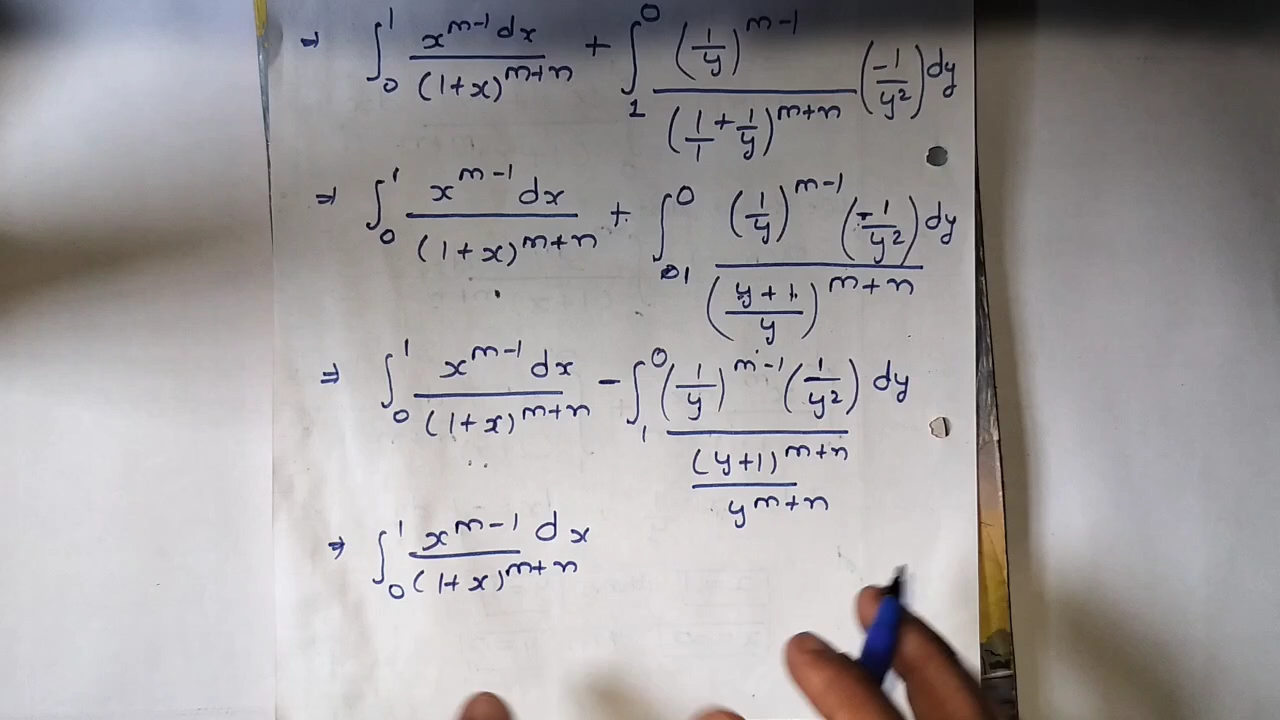 ⇒ ∫₀¹ x^{m-1} dx / (1+x)^{m+n} + ∫₁⁰ (1/y)^{m-1} / (1/1 + 1/y)^{m+n} (-1/y²) dy
⇒ ∫₀¹ x^{m-1} dx / (1+x)^{m+n} + ∫₁⁰ (1/y)^{m-1} (-1/y²) dy / ((y+1)/y)^{m+n}
⇒ ∫₀¹ x^{m-1} dx / (1+x)^{m+n} - ∫₁⁰ (1/y)^{m-1} (1/y²) dy / ((y+1)^{m+n} / y^{m+n})
⇒ ∫₀¹ x^{m-1} dx / (1+x)^{m+n}